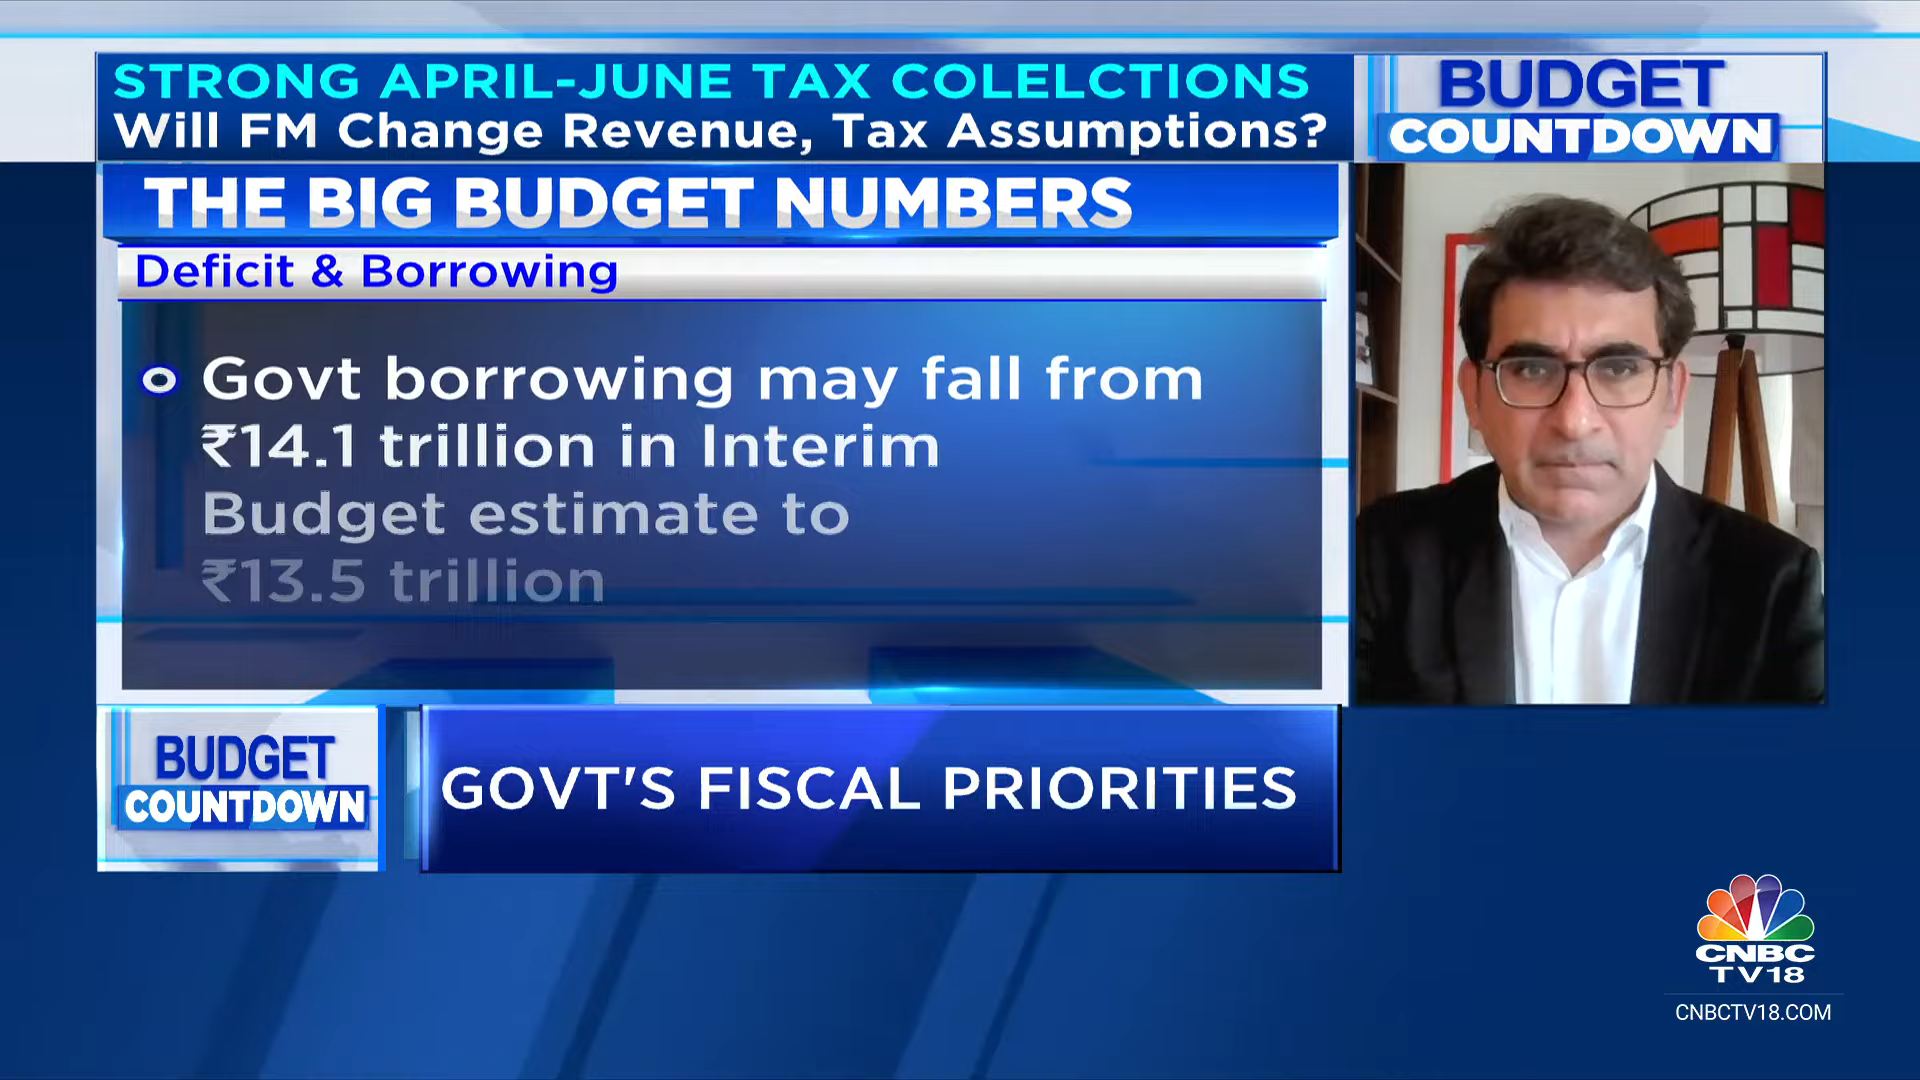 STRONG APRIL-JUNE TAX COLELCTIONS
Will FM Change Revenue, Tax Assumptions?
BUDGET
COUNTDOWN
THE BIG BUDGET NUMBERS
Deficit & Borrowing
o Govt borrowing may fall from
₹14.1 trillion in Interim
Budget estimate to
₹13.5 trillion
BUDGET
COUNTDOWN
GOVT'S FISCAL PRIORITIES
CNBC
TV18
CNBCTV18.COM